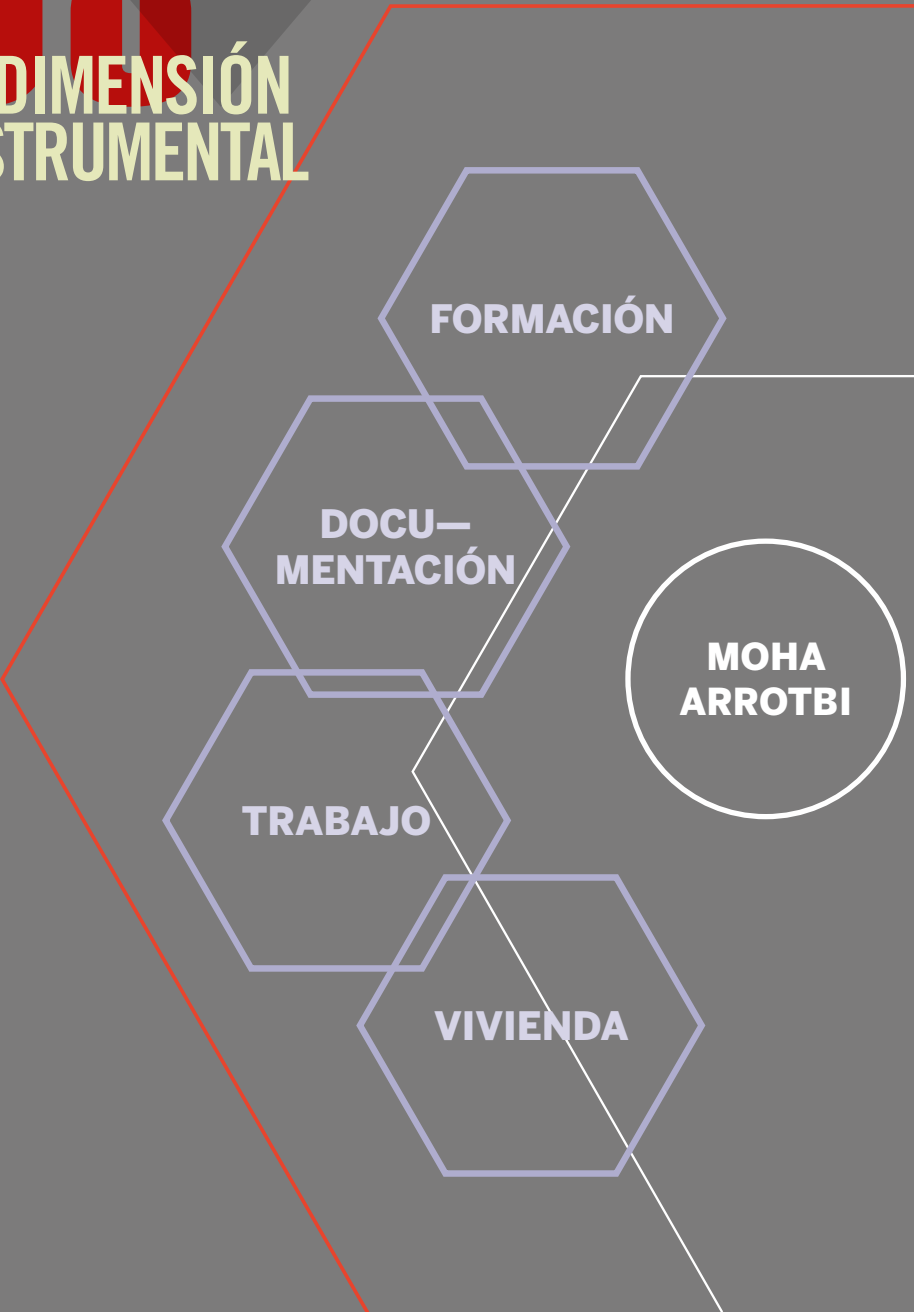 DIMENSIÓN
STRUMENTAL
FORMACIÓN
DOCU—
MENTACIÓN
MOHA
ARROTBI
TRABAJO
VIVIENDA